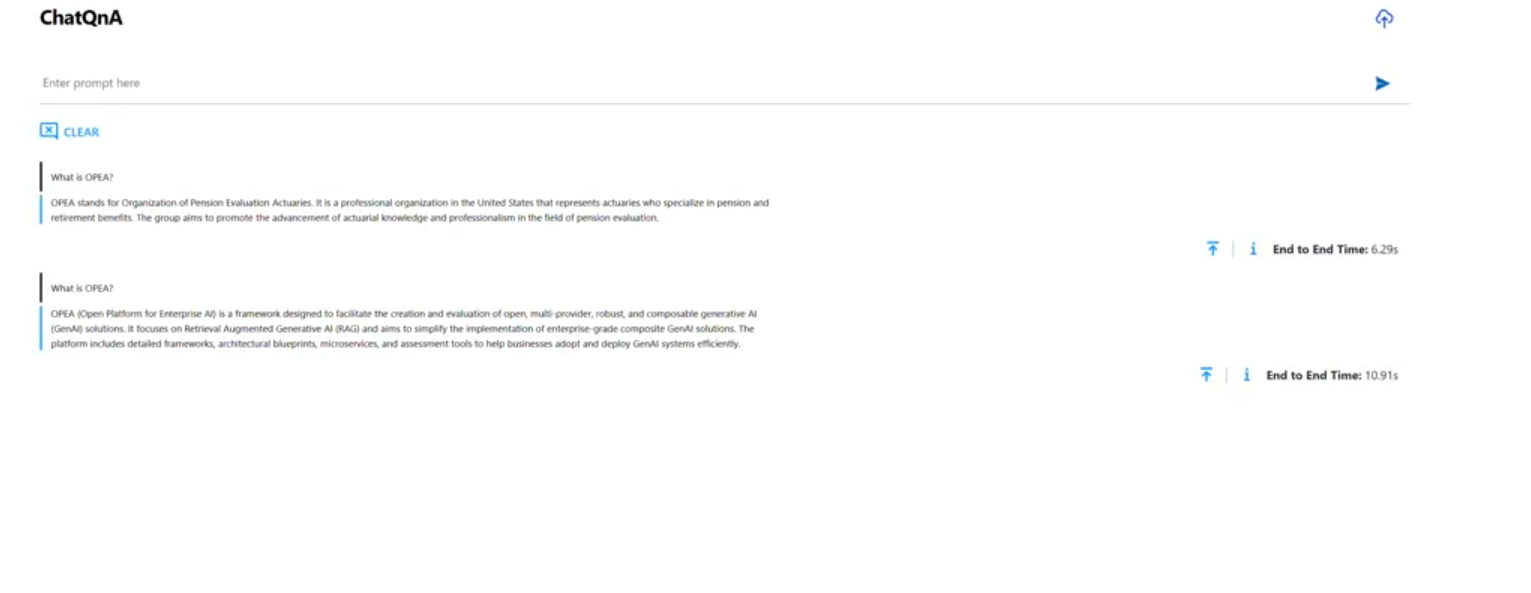 ChatQnA
Enter prompt here
CLEAR
What is OPEA?
OPEA stands for Organization of Pension Evaluation Actuaries. It is a professional organization in the United States that represents actuaries who specialize in pension and
retirement benefits. The group aims to promote the advancement of actuarial knowledge and professionalism in the field of pension evaluation.
End to End Time: 6.29s
What is OPEA?
OPEA (Open Platform for Enterprise AI) is a framework designed to facilitate the creation and evaluation of open, multi-provider, robust, and composable generative AI
(GenAI) solutions. It focuses on Retrieval Augmented Generative AI (RAG) and aims to simplify the implementation of enterprise-grade composite GenAI solutions. The
platform includes detailed frameworks, architectural blueprints, microservices, and assessment tools to help businesses adopt and deploy GenAI systems efficiently.
End to End Time: 10.91s